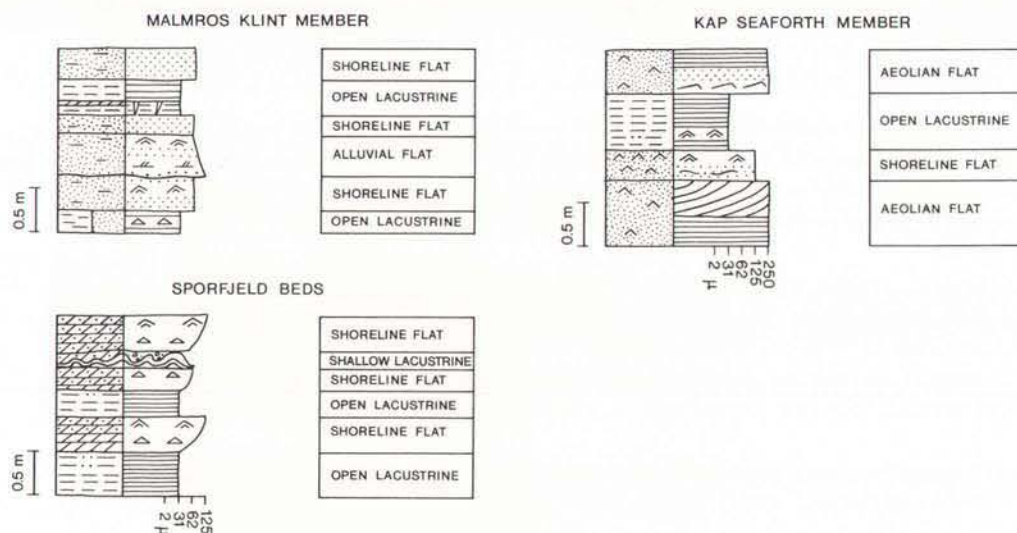 MALMROS KLINT MEMBER
SHORELINE FLAT
OPEN LACUSTRINE
SHORELINE FLAT
ALLUVIAL FLAT
SHORELINE FLAT
OPEN LACUSTRINE
0.5 m
KAP SEAFORTH MEMBER
AEOLIAN FLAT
OPEN LACUSTRINE
SHORELINE FLAT
AEOLIAN FLAT
0.5 m
2 31 62 125 250
μ
SPORFJELD BEDS
SHORELINE FLAT
SHALLOW LACUSTRINE
SHORELINE FLAT
OPEN LACUSTRINE
SHORELINE FLAT
OPEN LACUSTRINE
0.5 m
2 31 62 125
μ